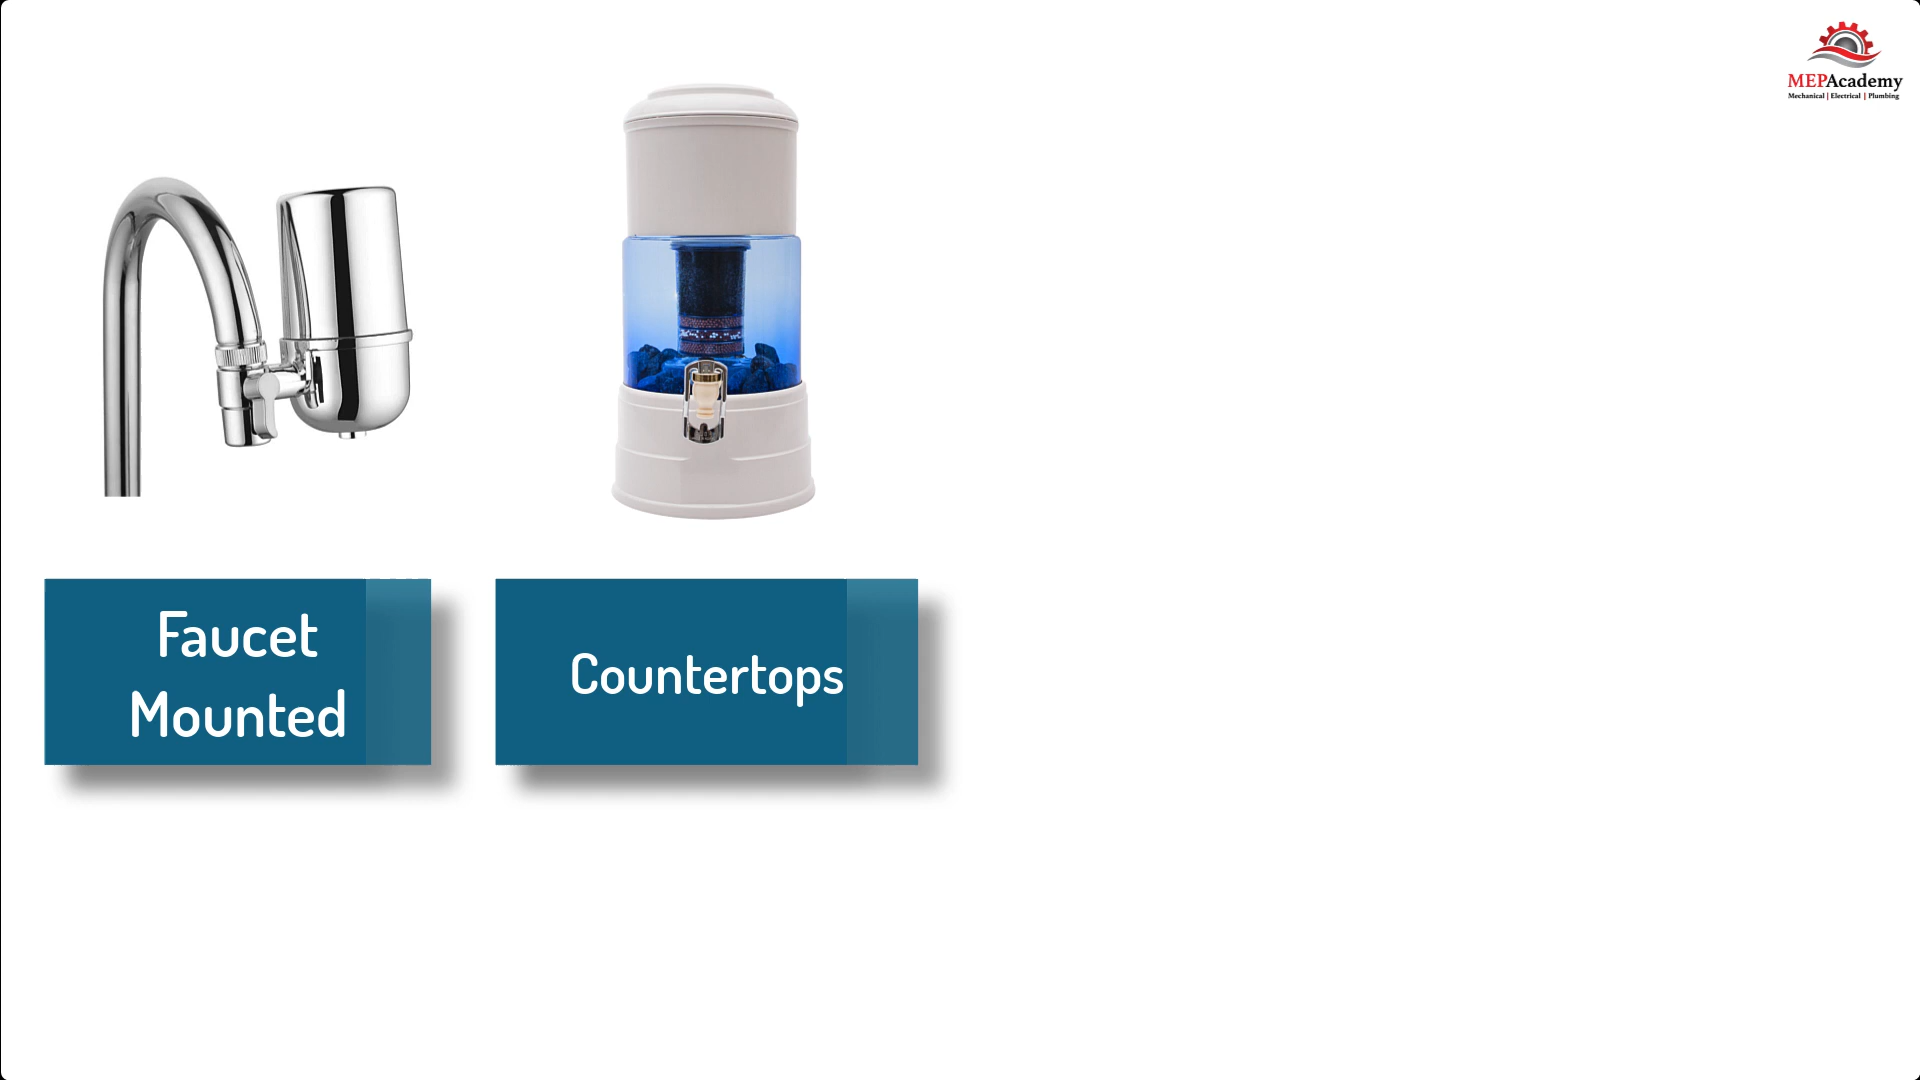 MEPAcademy
Mechanical | Electrical | Plumbing
Faucet
Mounted
Countertops